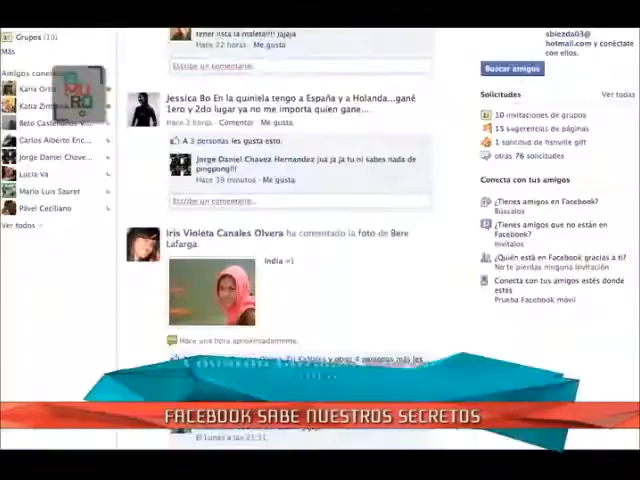 Grupos (10)
Más
Amigos
Karla
Katia
Beto Castellanos V...
Carlos Alberto Enc...
Jorge Daniel Chave...
Lucia Va
Mario Luis Sauret
Pavel Ceciliano
Ver todos
MURO
tener lista la maleta!!!! jajaja
Hace 22 horas · Me gusta
Escribe un comentario...
Jessica Bo En la quiniela tengo a España y a Holanda...gané
1ero y 2do lugar ya no me importa quien gane...
Hace 3 horas · Comentar · Me gusta
A 3 personas les gusta esto.
Jorge Daniel Chavez Hernandez jua ja ja tu ni sabes nada de
pingpong!!!
Hace 39 minutos · Me gusta
Escribe un comentario...
Iris Violeta Canales Olvera ha comentado la foto de Bere
Lafarga.
India =)
Hace una hora aproximadamente.
y otras 4 personas más les
El Lunes a las 21:31
sbiezda03@
hotmail.com y conéctate
con ellos.
Buscar amigos
Solicitudes Ver todas
10 invitaciones de grupos
15 sugerencias de páginas
1 solicitud de hsnville gift
otras 76 solicitudes
Conecta con tus amigos
¿Tienes amigos en Facebook?
Búscalos
¿Tienes amigos que no están en
Facebook?
Invítalos
¿Quién está en Facebook gracias a ti?
No te pierdas ninguna invitación
Conecta con tus amigos estés donde
estés
Prueba Facebook móvil
FACEBOOK SABE NUESTROS SECRETOS